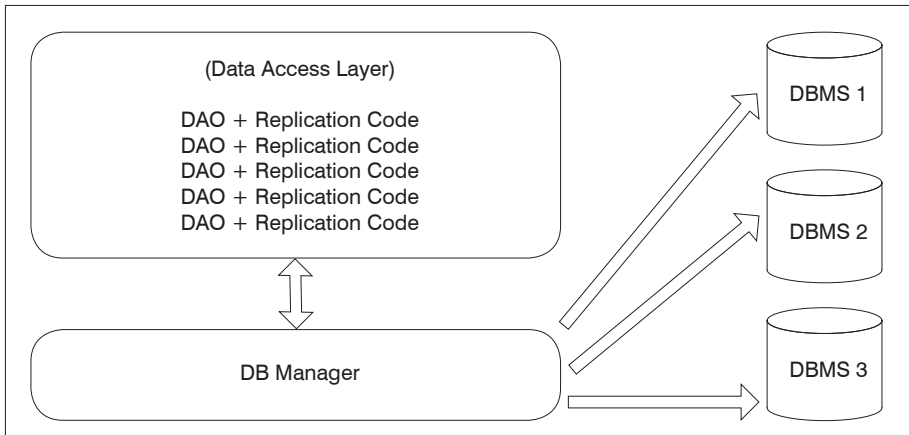 (Data Access Layer)
DAO + Replication Code
DAO + Replication Code
DAO + Replication Code
DAO + Replication Code
DAO + Replication Code
DB Manager
DBMS 1
DBMS 2
DBMS 3